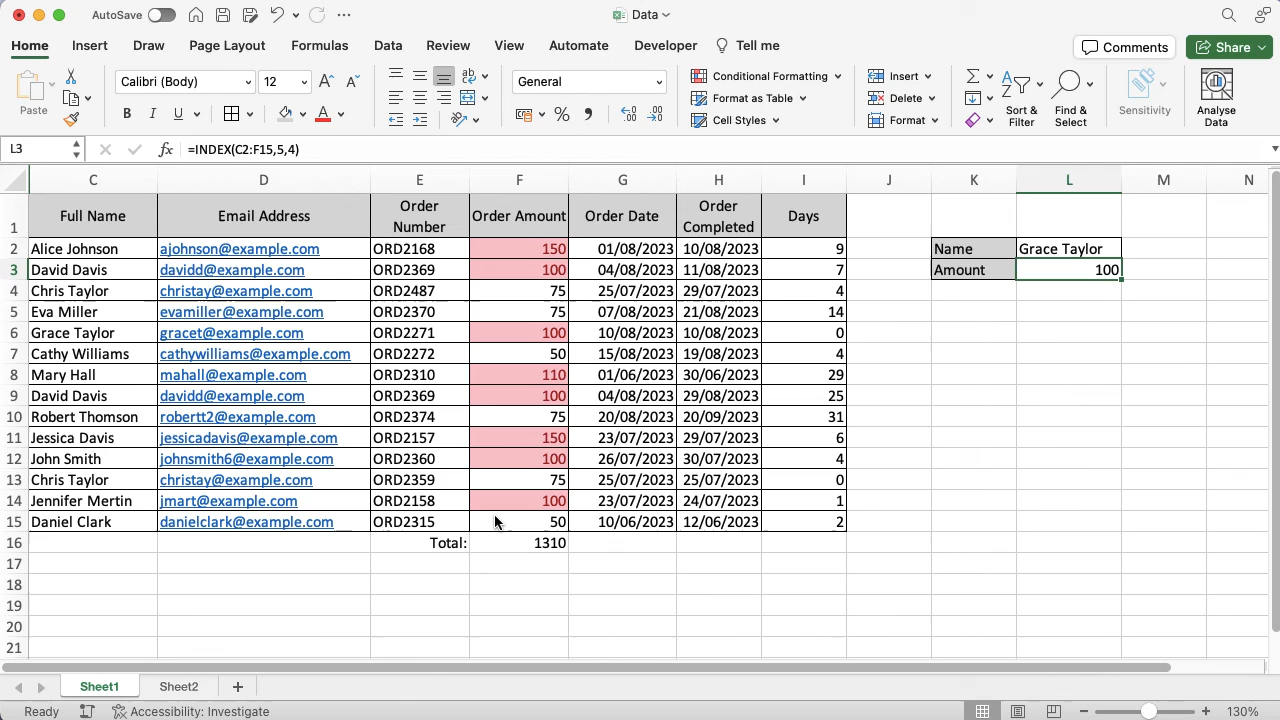 AutoSave
Data
Home Insert Draw Page Layout Formulas Data Review View Automate Developer Tell me Comments Share
Paste
Calibri (Body) 12
B I U A
ab
General
%
Conditional Formatting
Format as Table
Cell Styles
Insert
Delete
Format
Sort &
Filter
Find &
Select
Sensitivity
Analyse
Data
L3 fx =INDEX(C2:F15,5,4)
C D E F G H I J K L M N
1 Full Name Email Address Order Number Order Amount Order Date Order Completed Days
2 Alice Johnson ajohnson@example.com ORD2168 150 01/08/2023 10/08/2023 9 Name Grace Taylor
3 David Davis davidd@example.com ORD2369 100 04/08/2023 11/08/2023 7 Amount 100
4 Chris Taylor christay@example.com ORD2487 75 25/07/2023 29/07/2023 4
5 Eva Miller evamiller@example.com ORD2370 75 07/08/2023 21/08/2023 14
6 Grace Taylor gracet@example.com ORD2271 100 10/08/2023 10/08/2023 0
7 Cathy Williams cathywilliams@example.com ORD2272 50 15/08/2023 19/08/2023 4
8 Mary Hall mahall@example.com ORD2310 110 01/06/2023 30/06/2023 29
9 David Davis davidd@example.com ORD2369 100 04/08/2023 29/08/2023 25
10 Robert Thomson robertt2@example.com ORD2374 75 20/08/2023 20/09/2023 31
11 Jessica Davis jessicadavis@example.com ORD2157 150 23/07/2023 29/07/2023 6
12 John Smith johnsmith6@example.com ORD2360 100 26/07/2023 30/07/2023 4
13 Chris Taylor christay@example.com ORD2359 75 25/07/2023 25/07/2023 0
14 Jennifer Mertin jmart@example.com ORD2158 100 23/07/2023 24/07/2023 1
15 Daniel Clark danielclark@example.com ORD2315 50 10/06/2023 12/06/2023 2
16 Total: 1310
17
18
19
20
21
Sheet1 Sheet2
Ready Accessibility: Investigate 130%